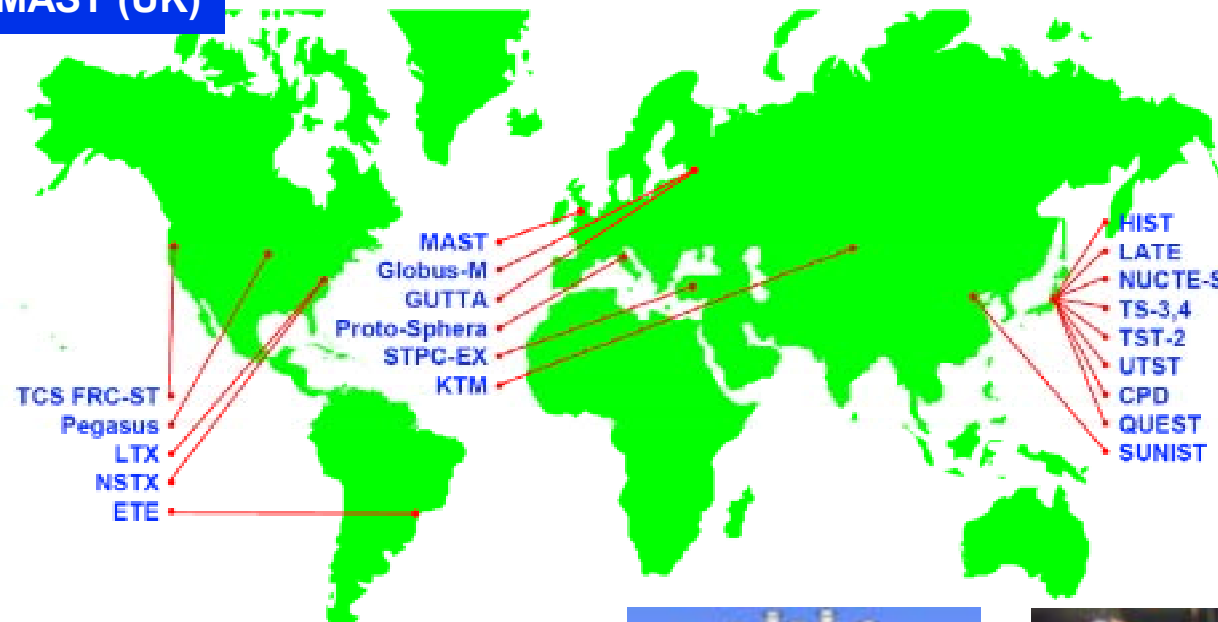 MAST (UK)
MAST
Globus-M
GUTTA
Proto-Sphera
STPC-EX
KTM
TCS FRC-ST
Pegasus
LTX
NSTX
ETE
HIST
LATE
NUCTE-S
TS-3,4
TST-2
UTST
CPD
QUEST
SUNIST